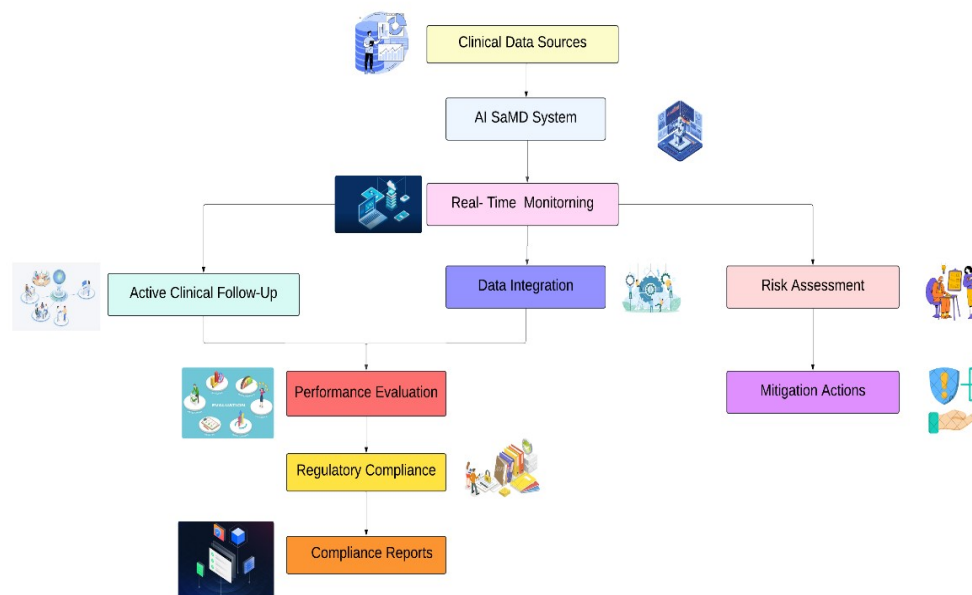 Clinical Data Sources
AI SaMD System
Real- Time Monitorning
Active Clinical Follow-Up
Data Integration
Risk Assessment
Performance Evaluation
Mitigation Actions
Regulatory Compliance
Compliance Reports